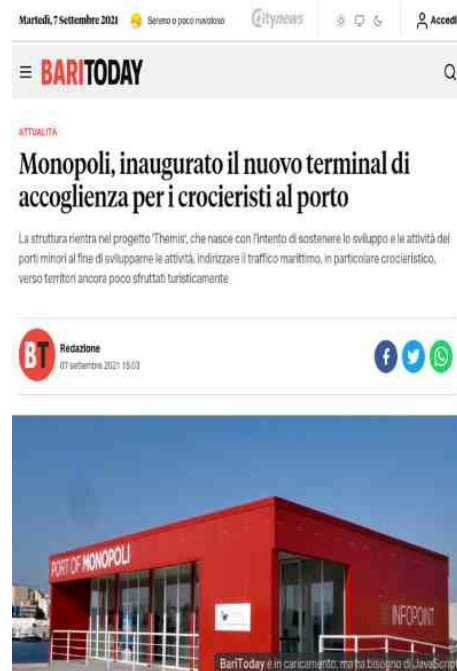 Martedì, 7 Settembre 2021 Sereno o poco nuvoloso Citynews Accedi
BARITODAY
ATTUALITÀ
Monopoli, inaugurato il nuovo terminal di
accoglienza per i crocieristi al porto
La struttura rientra nel progetto 'Themis', che nasce con l'intento di sostenere lo sviluppo e le attività dei
porti minori al fine di svilupparne le attività, indirizzare il traffico marittimo, in particolare crocieristico,
verso territori ancora poco sfruttati turisticamente
BT
Redazione
07 settembre 2021 15:03
PORT OF MONOPOLI
INFOPOINT
BariToday è in caricamento, ma ha bisogno di JavaScrip